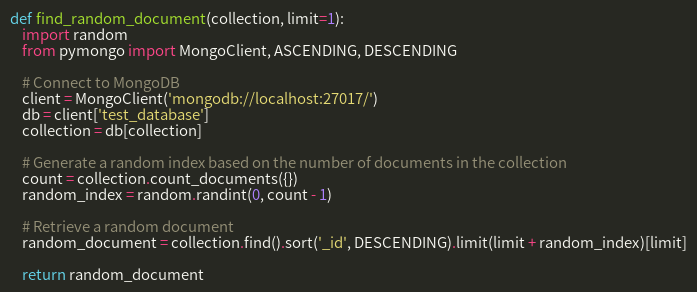 def find_random_document(collection, limit=1):
    import random
    from pymongo import MongoClient, ASCENDING, DESCENDING

    # Connect to MongoDB
    client = MongoClient('mongodb://localhost:27017/')
    db = client['test_database']
    collection = db[collection]

    # Generate a random index based on the number of documents in the collection
    count = collection.count_documents({})
    random_index = random.randint(0, count - 1)

    # Retrieve a random document
    random_document = collection.find().sort('_id', DESCENDING).limit(limit + random_index)[limit]

    return random_document